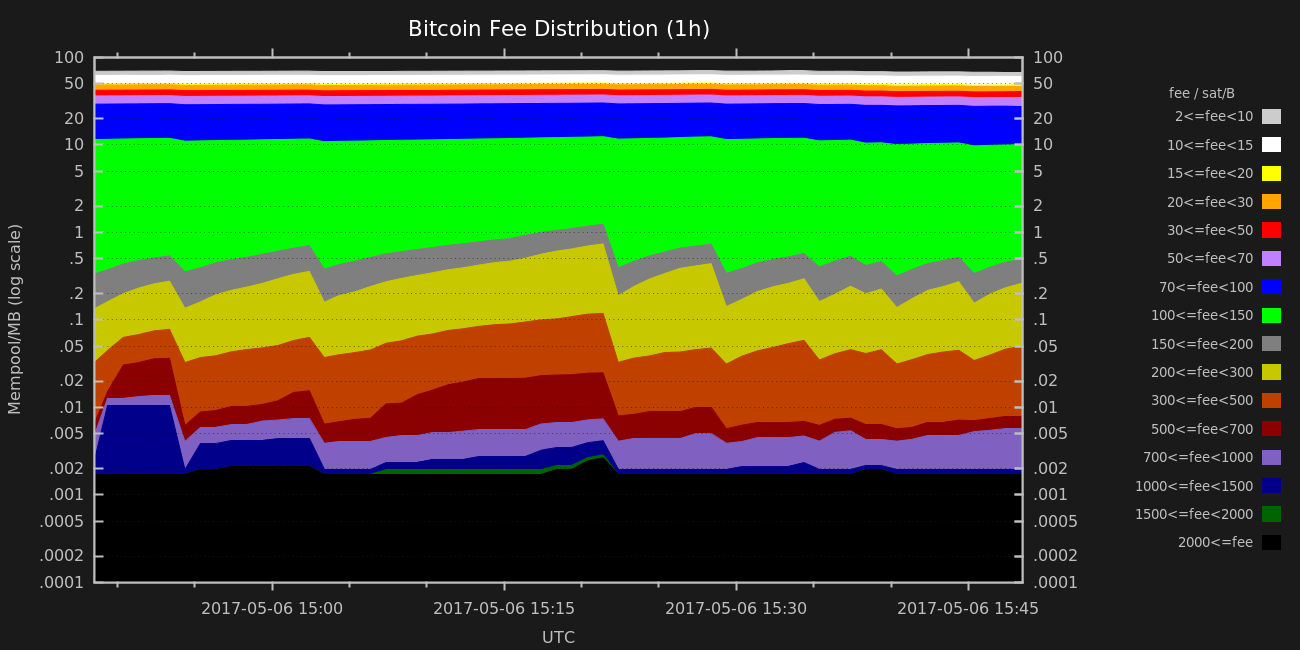 Bitcoin Fee Distribution (1h)
Mempool/MB (log scale)
100
50
20
10
5
2
1
.5
.2
.1
.05
.02
.01
.005
.002
.001
.0005
.0002
.0001
100
50
20
10
5
2
1
.5
.2
.1
.05
.02
.01
.005
.002
.001
.0005
.0002
.0001
2017-05-06 15:00
2017-05-06 15:15
2017-05-06 15:30
2017-05-06 15:45
UTC
fee / sat/B
2<=fee<10
10<=fee<15
15<=fee<20
20<=fee<30
30<=fee<50
50<=fee<70
70<=fee<100
100<=fee<150
150<=fee<200
200<=fee<300
300<=fee<500
500<=fee<700
700<=fee<1000
1000<=fee<1500
1500<=fee<2000
2000<=fee